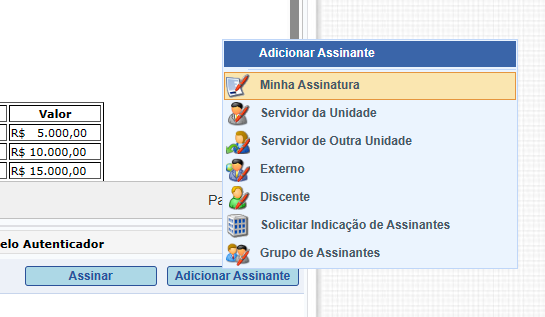 Adicionar Assinante
Minha Assinatura
Servidor da Unidade
Servidor de Outra Unidade
Externo
Discente
Solicitar Indicação de Assinantes
Grupo de Assinantes
Valor
R$ 5.000,00
R$ 10.000,00
R$ 15.000,00
elo Autenticador
Assinar
Adicionar Assinante